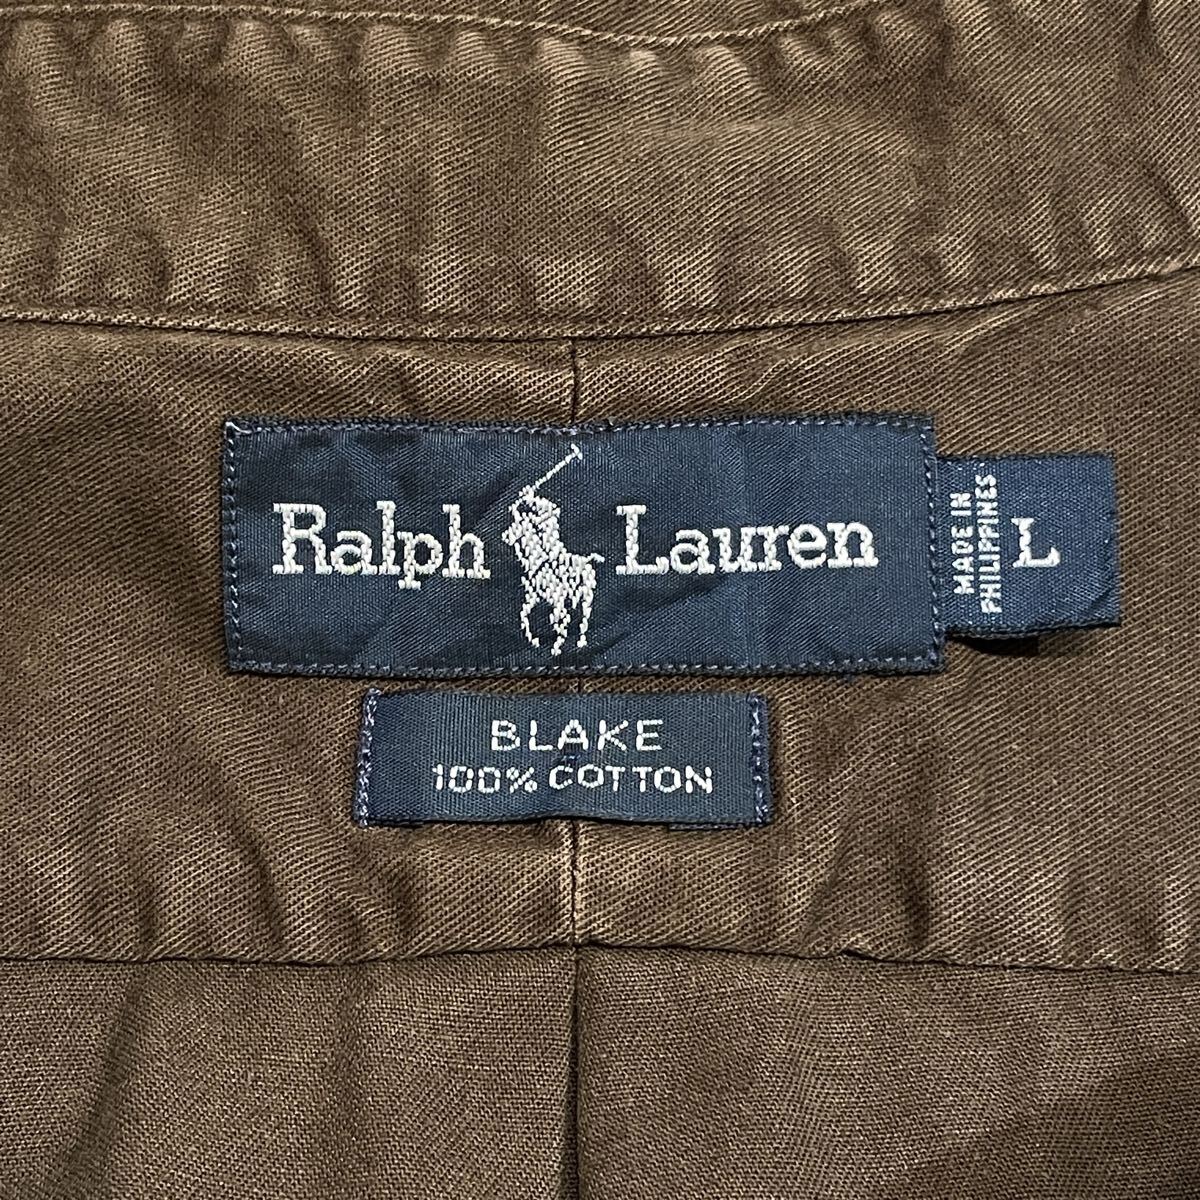 Ralph Lauren
MADE IN
PHILIPPINES
L
BLAKE
100% COTTON